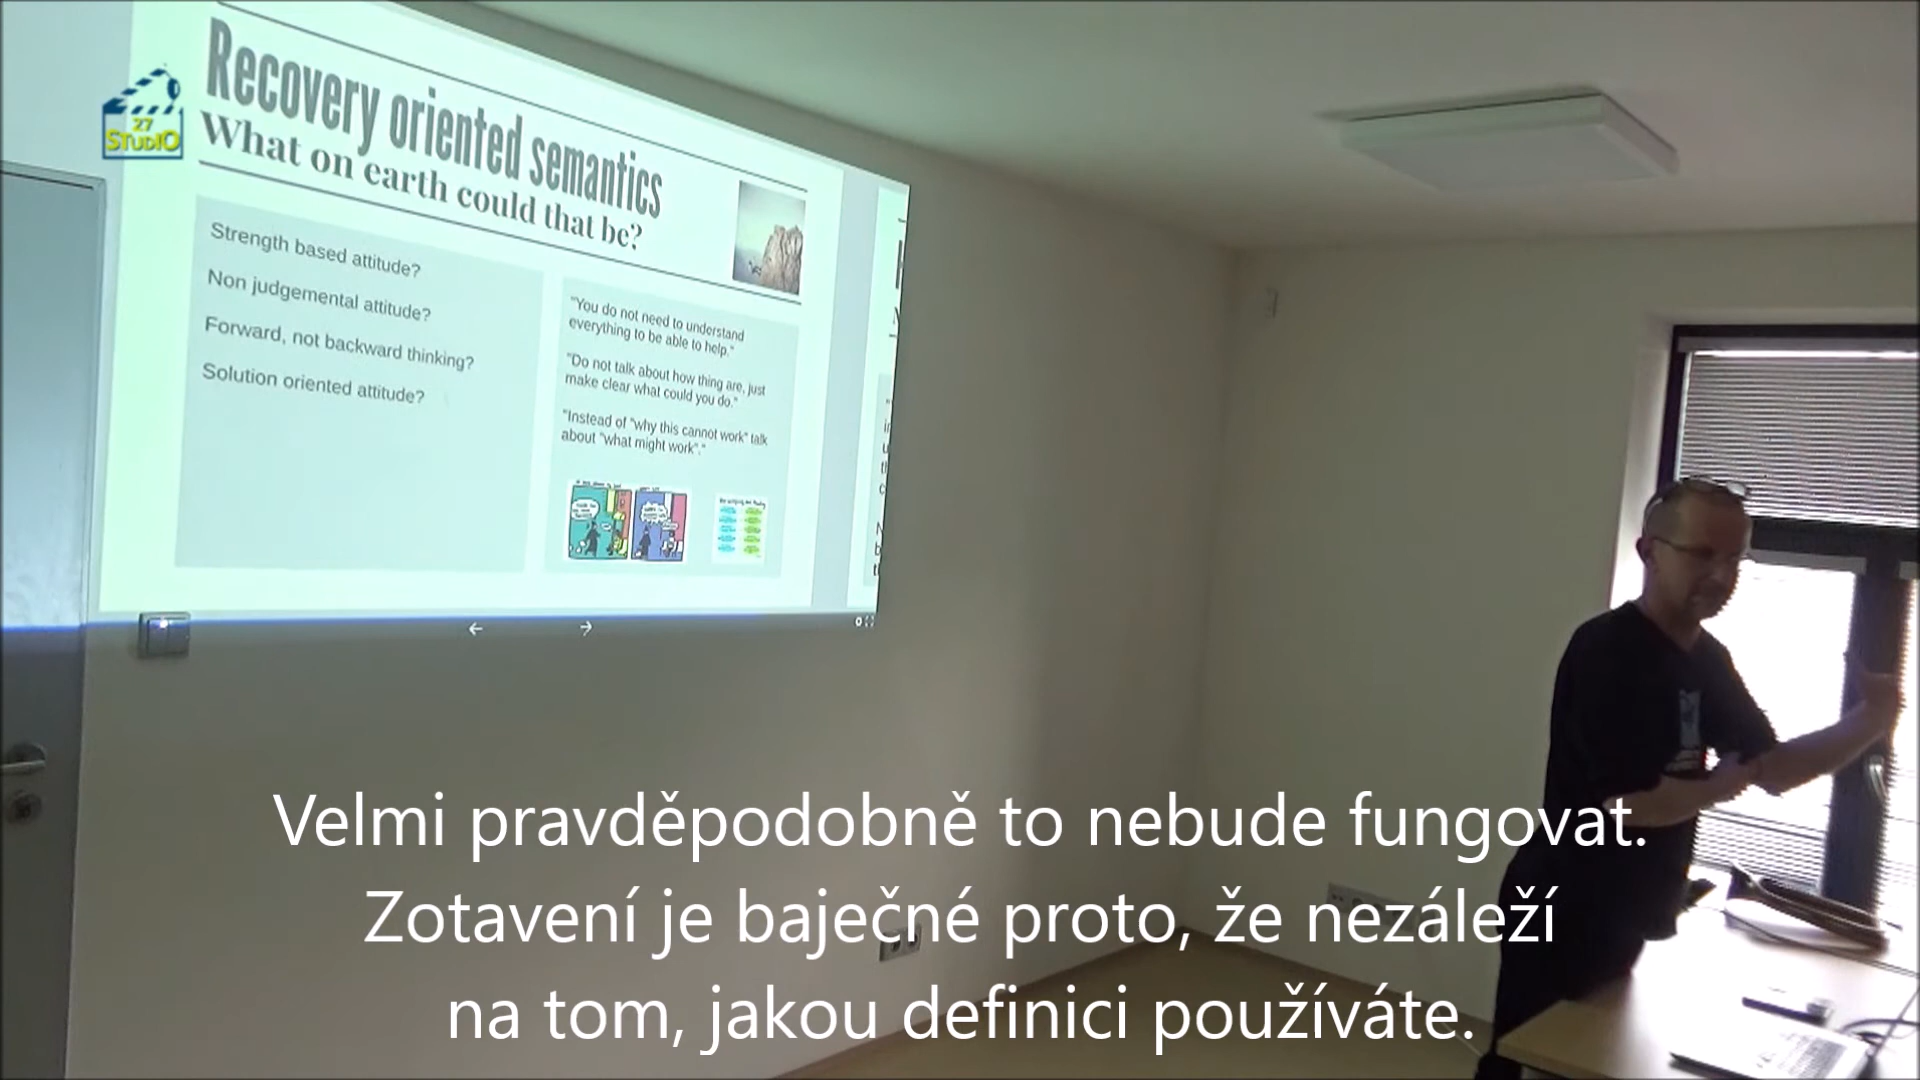 27
STUDIO
Recovery oriented semantics
What on earth could that be?
Strength based attitude?
Non judgemental attitude?
Forward, not backward thinking?
Solution oriented attitude?
"You do not need to understand
everything to be able to help."
"Do not talk about how thing are, just
make clear what could you do."
"Instead of "why this cannot work" talk
about "what might work"."
Velmi pravděpodobně to nebude fungovat.
Zotavení je baječné proto, že nezáleží
na tom, jakou definici používáte.